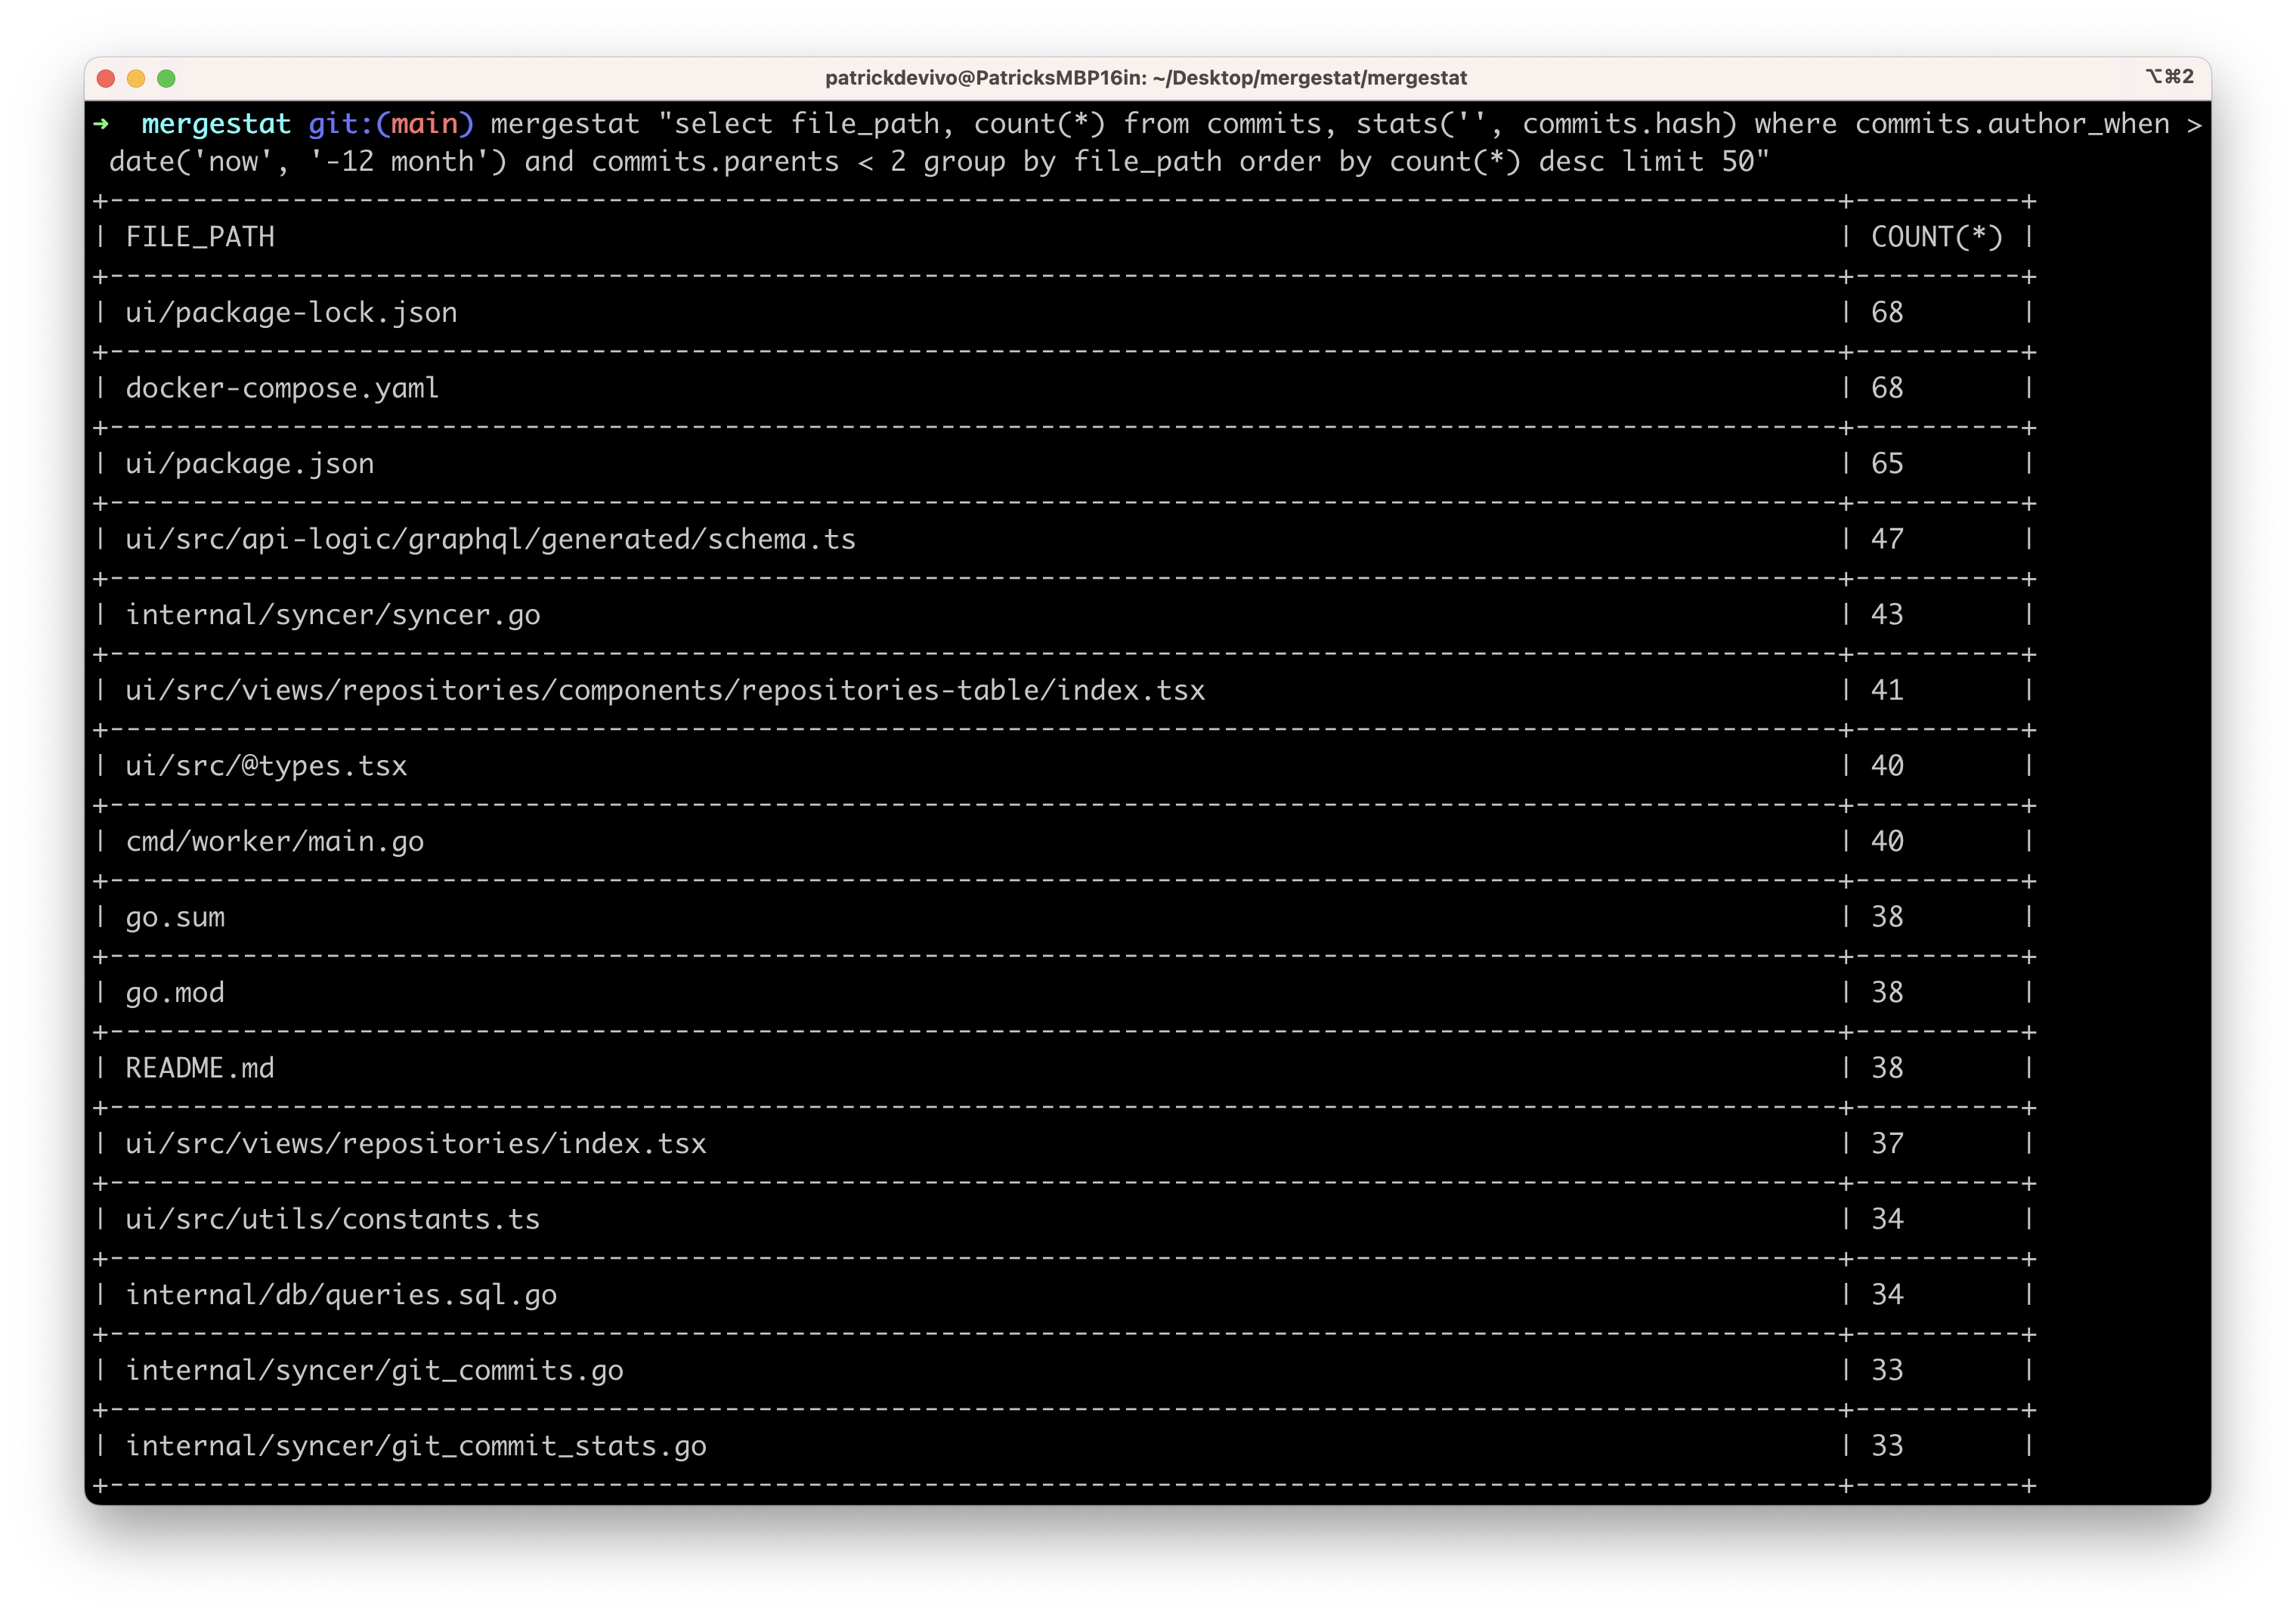 patrickdevivo@PatricksMBP16in: ~/Desktop/mergestat/mergestat ⌥⌘2
➜ mergestat git:(main) mergestat "select file_path, count(*) from commits, stats('', commits.hash) where commits.author_when >
date('now', '-12 month') and commits.parents < 2 group by file_path order by count(*) desc limit 50"
| FILE_PATH | COUNT(*) |
| ui/package-lock.json | 68 |
| docker-compose.yaml | 68 |
| ui/package.json | 65 |
| ui/src/api-logic/graphql/generated/schema.ts | 47 |
| internal/syncer/syncer.go | 43 |
| ui/src/views/repositories/components/repositories-table/index.tsx | 41 |
| ui/src/@types.tsx | 40 |
| cmd/worker/main.go | 40 |
| go.sum | 38 |
| go.mod | 38 |
| README.md | 38 |
| ui/src/views/repositories/index.tsx | 37 |
| ui/src/utils/constants.ts | 34 |
| internal/db/queries.sql.go | 34 |
| internal/syncer/git_commits.go | 33 |
| internal/syncer/git_commit_stats.go | 33 |